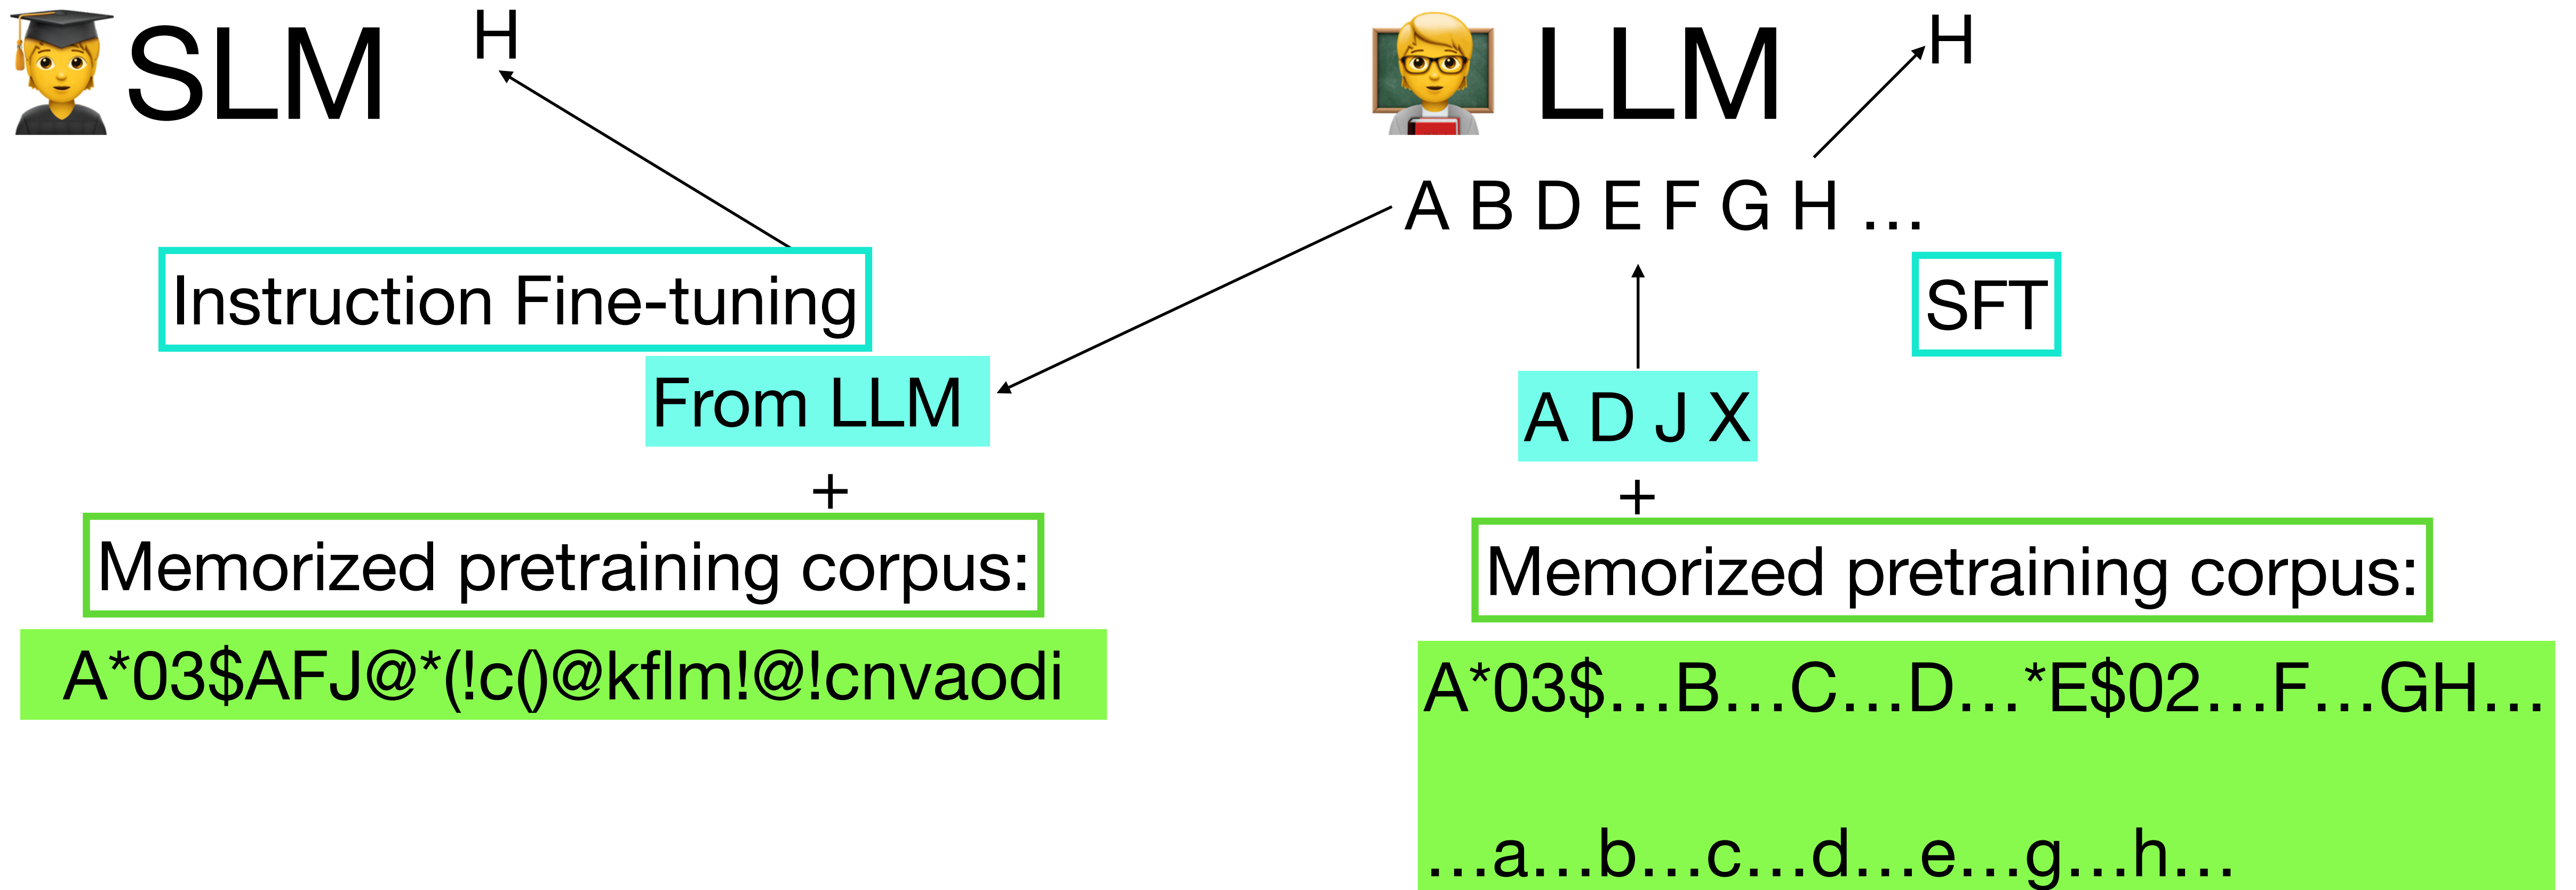 SLM
H
Instruction Fine-tuning
From LLM
+
Memorized pretraining corpus:
A*03$AFJ@*(!c()@kflm!@!cnvaodi
LLM
H
A B D E F G H …
SFT
A D J X
+
Memorized pretraining corpus:
A*03$…B…C…D…*E$02…F…GH…
…a…b…c…d…e…g…h…